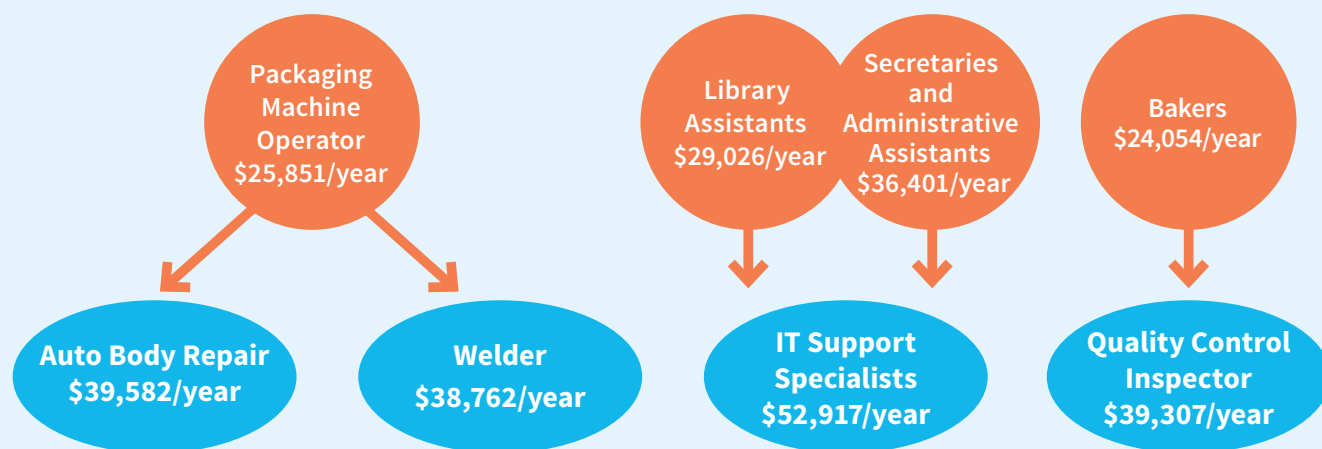 Packaging
Machine
Operator
$25,851/year
Library
Assistants
$29,026/year
Secretaries
and
Administrative
Assistants
$36,401/year
Bakers
$24,054/year
Auto Body Repair
$39,582/year
Welder
$38,762/year
IT Support
Specialists
$52,917/year
Quality Control
Inspector
$39,307/year